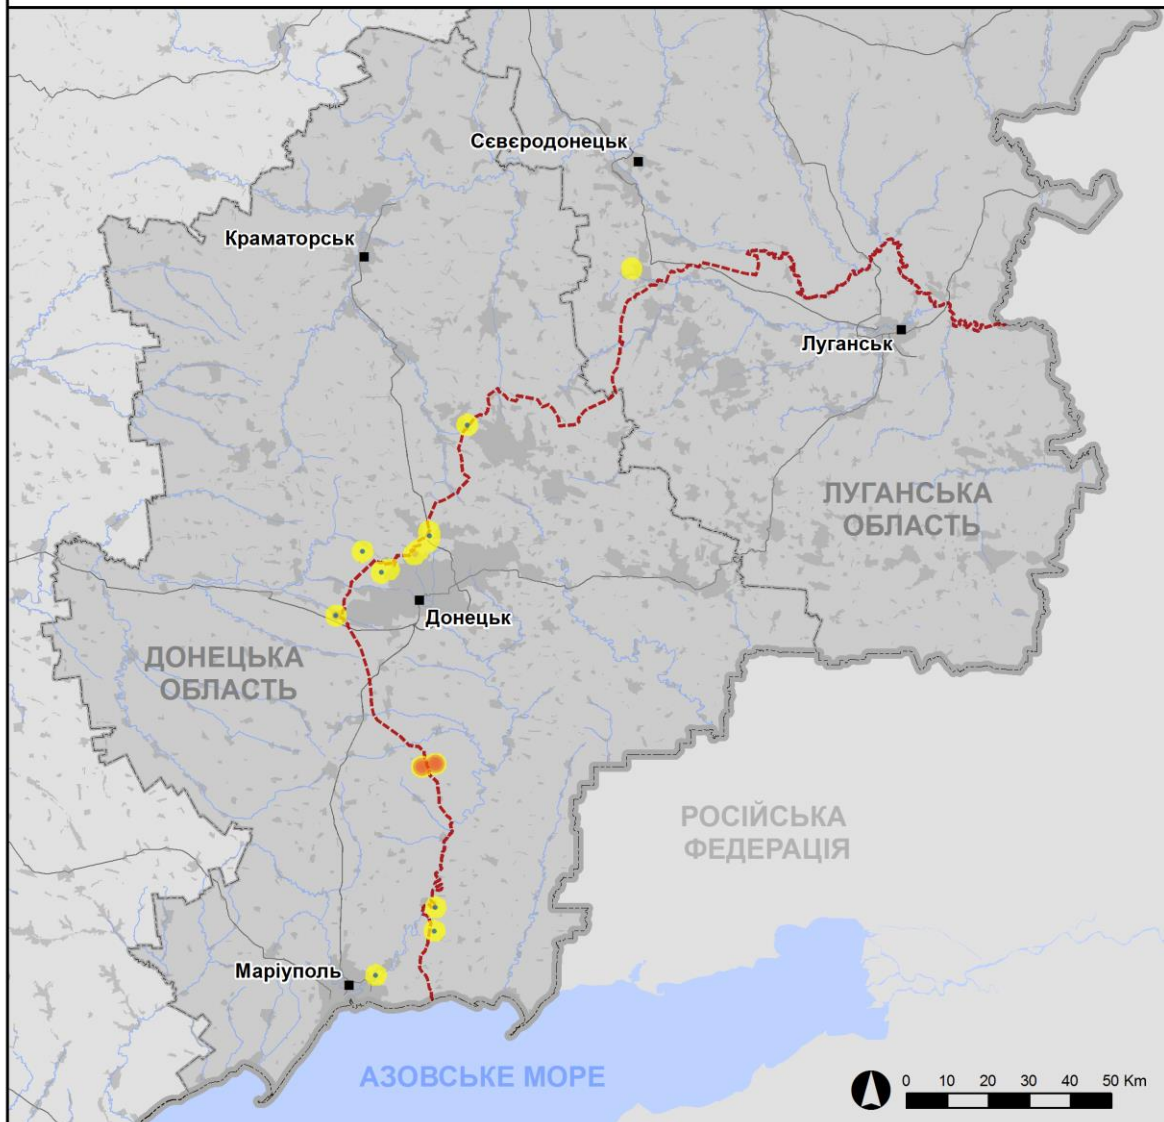 Сєвєродонецьк
Краматорськ
Луганськ
ЛУГАНСЬКА
ОБЛАСТЬ
Донецьк
ДОНЕЦЬКА
ОБЛАСТЬ
РОСІЙСЬКА
ФЕДЕРАЦІЯ
Маріуполь
АЗОВСЬКЕ МОРЕ
0 10 20 30 40 50 Km